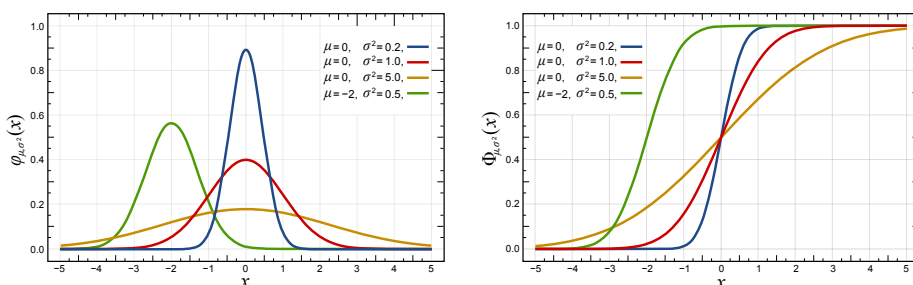 μ=0, σ²=0.2,
μ=0, σ²=1.0,
μ=0, σ²=5.0,
μ=−2, σ²=0.5,
φμ,σ²(x)
1.0
0.8
0.6
0.4
0.2
0.0
−5 −4 −3 −2 −1 0 1 2 3 4 5
x
μ=0, σ²=0.2,
μ=0, σ²=1.0,
μ=0, σ²=5.0,
μ=−2, σ²=0.5,
Φμ,σ²(x)
1.0
0.8
0.6
0.4
0.2
0.0
−5 −4 −3 −2 −1 0 1 2 3 4 5
x